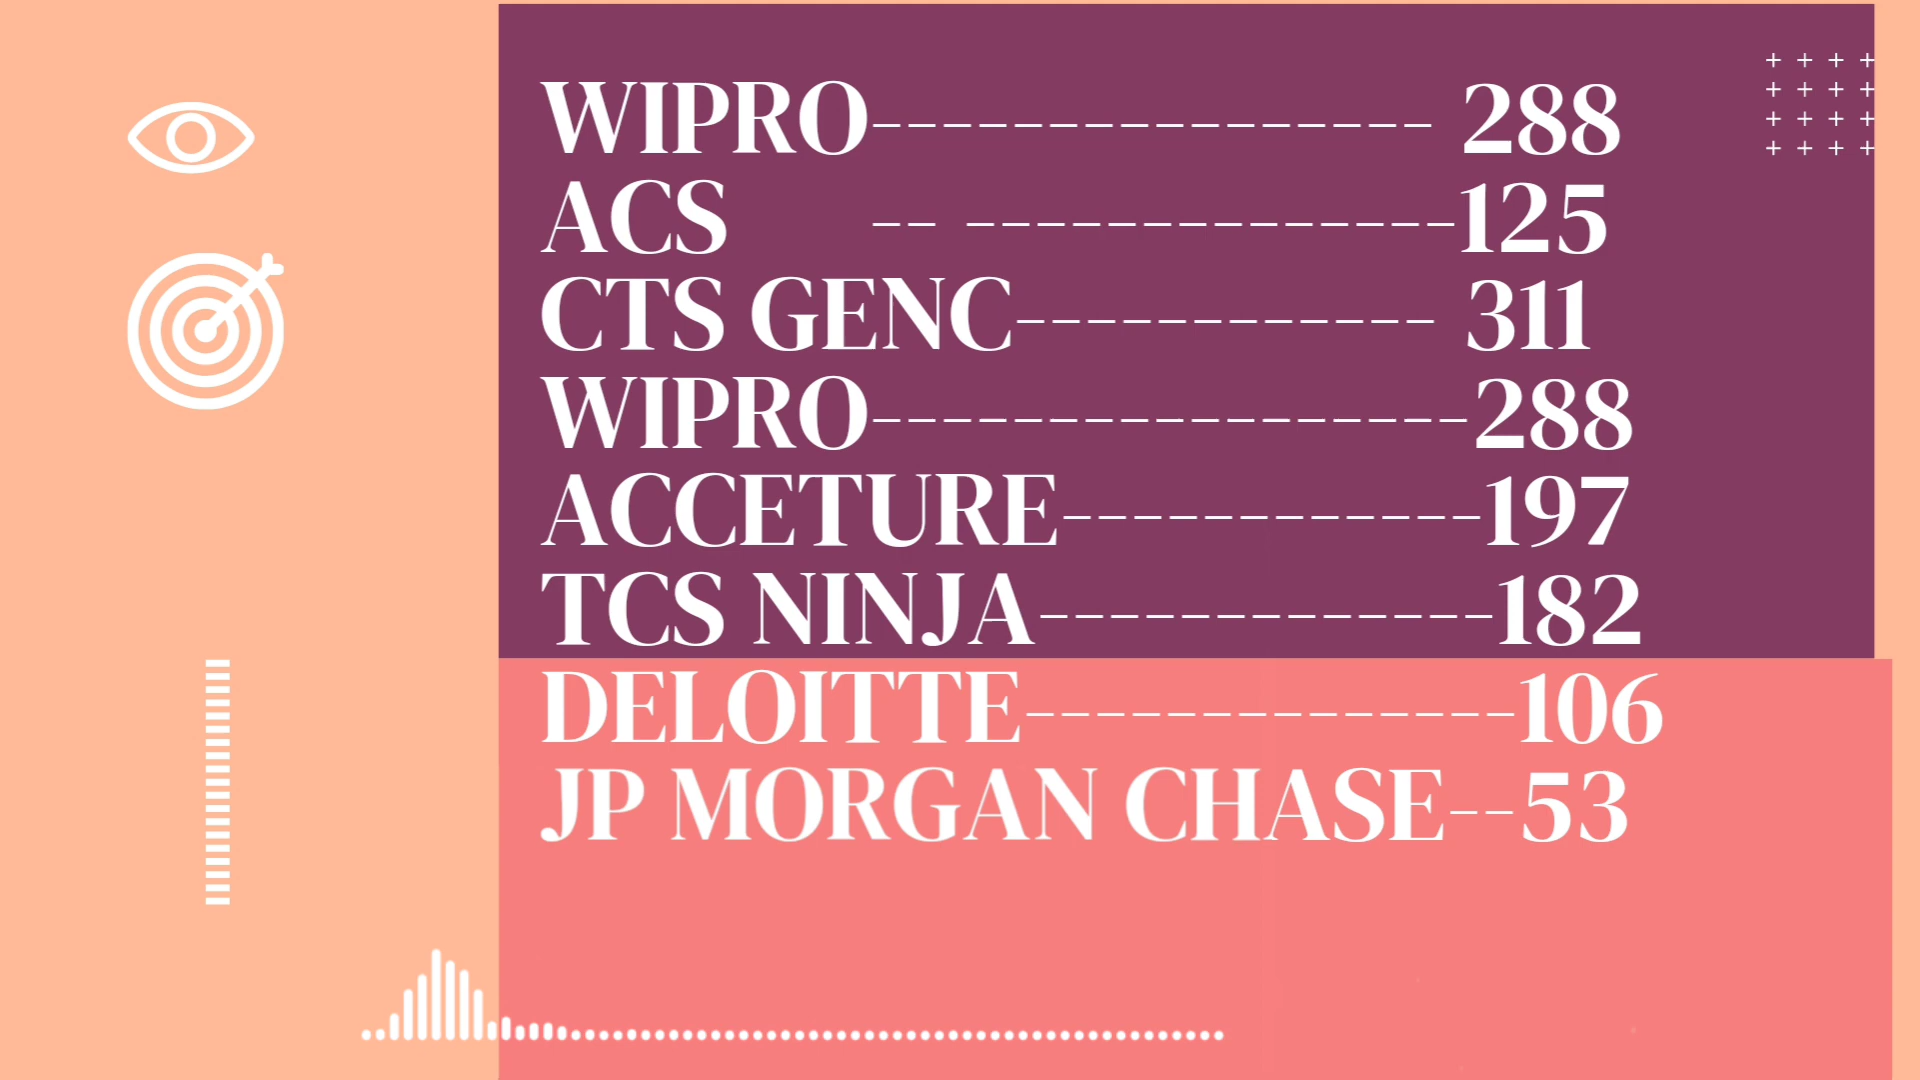 WIPRO---------------- 288
ACS -- --------------125
CTS GENC------------ 311
WIPRO-----------------288
ACCETURE------------197
TCS NINJA-------------182
DELOITTE--------------106
JP MORGAN CHASE--53